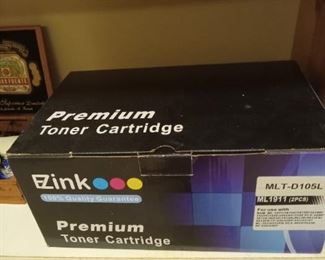 Premium
Toner Cartridge
EZink
100% Quality Guarantee
MLT-D105L
ML1911 (2PCS)
For use with
Premium
Toner Cartridge